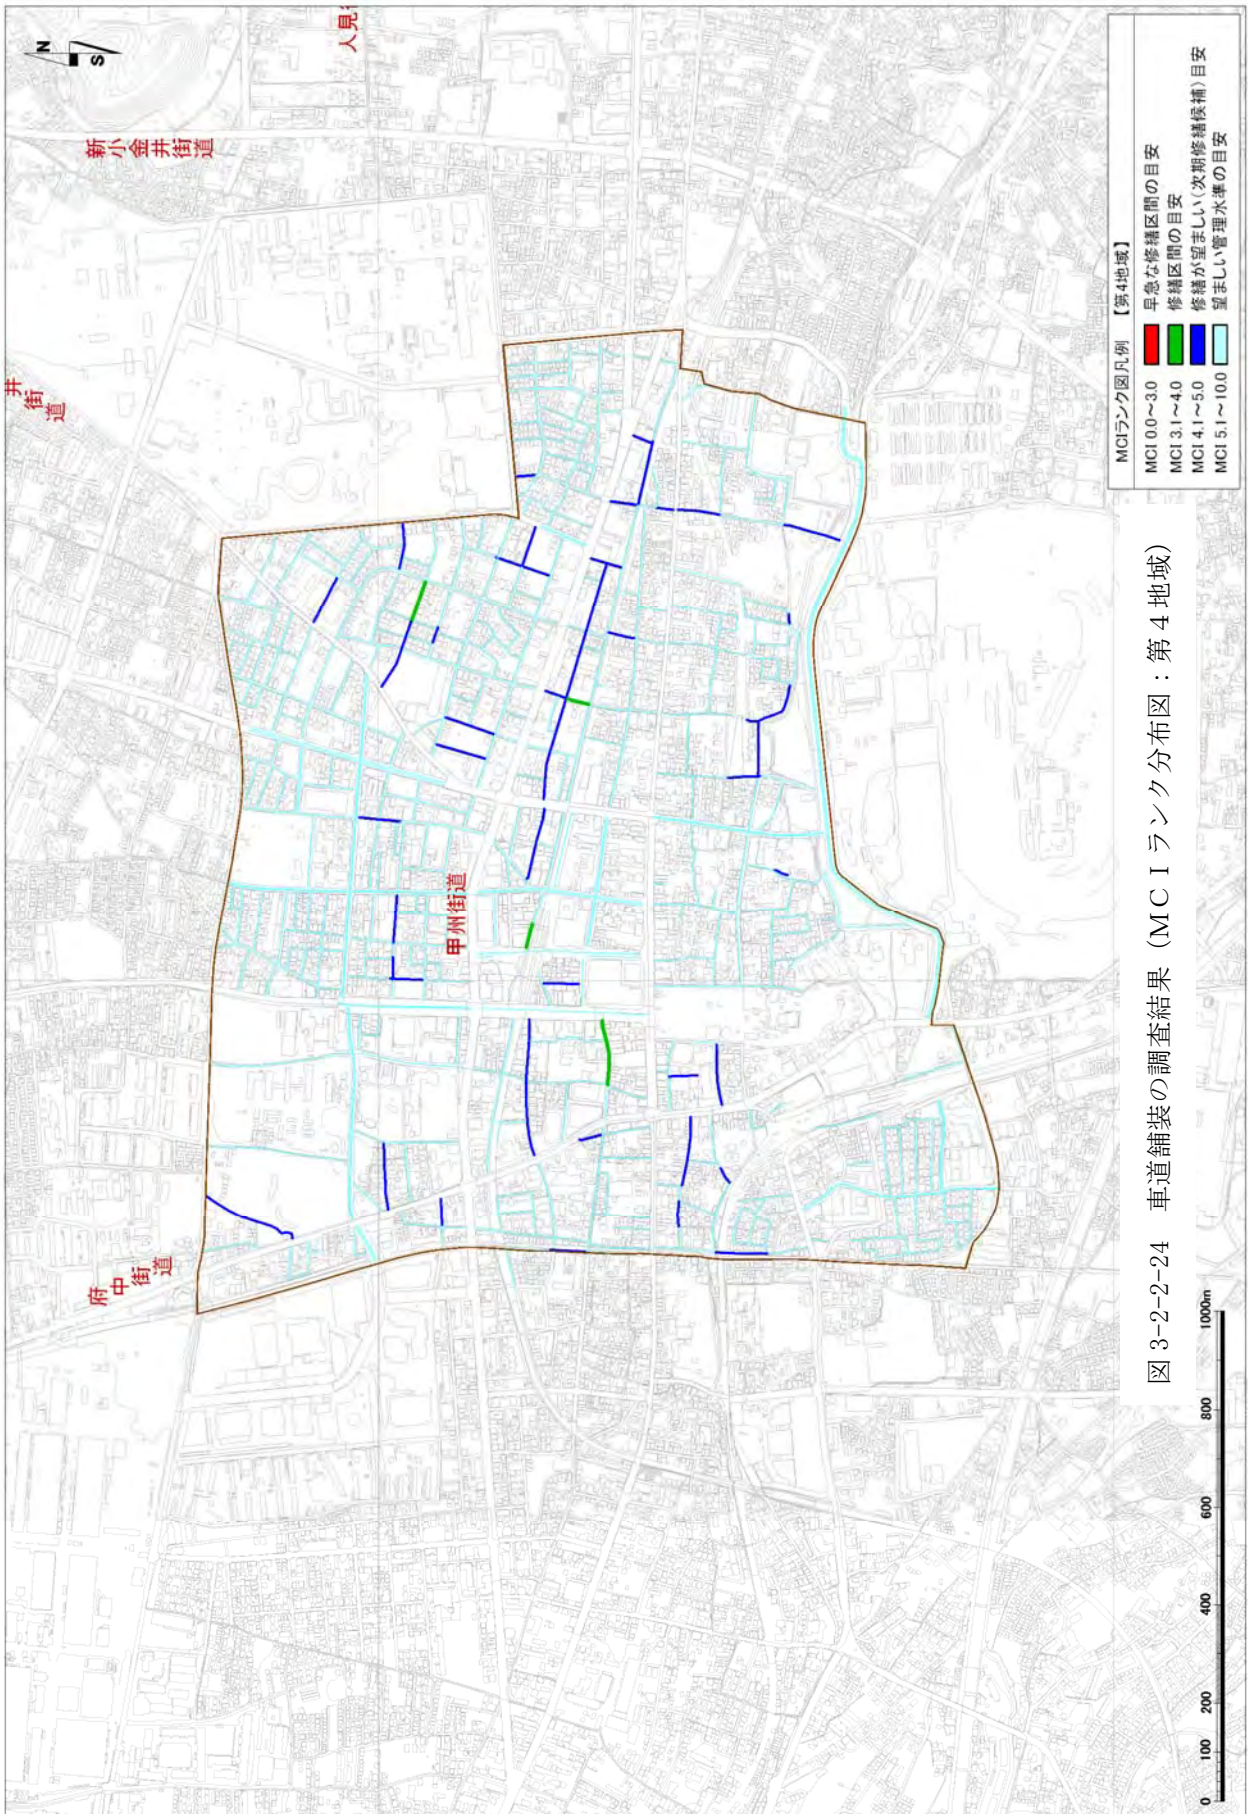 N
S
人見
新小金井街道
井街道
甲州街道
府中街道
MCIランク図凡例 【第4地域】
MCI 0.0～3.0 早急な修繕区間の目安
MCI 3.1～4.0 修繕区間の目安
MCI 4.1～5.0 修繕が望ましい(次期修繕候補)目安
MCI 5.1～10.0 望ましい管理水準の目安
図 3-2-2-24 車道舗装の調査結果（MCIランク分布図：第4地域）
0 100 200 400 600 800 1000m